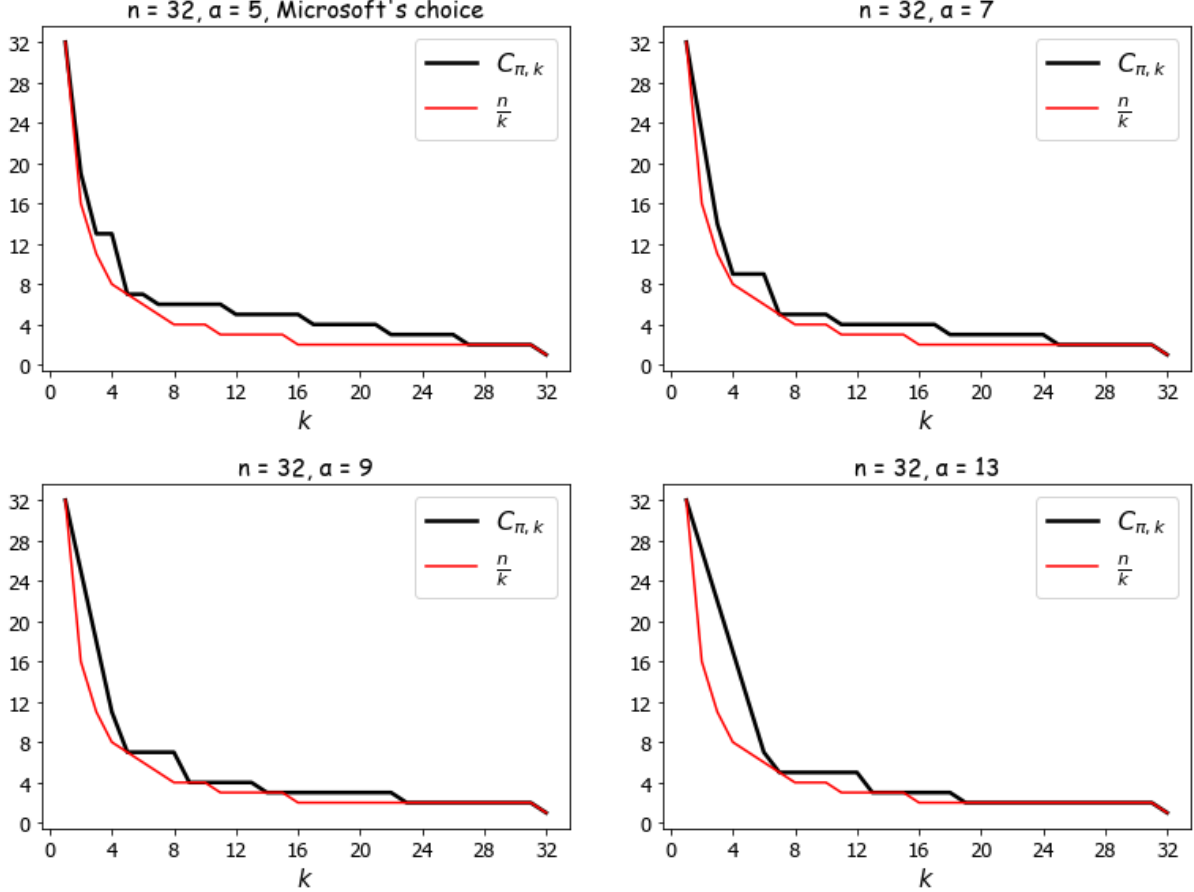 n = 32, a = 5, Microsoft's choice
32
28
24
20
16
12
8
4
0
C_{π, k}
n/k
0 4 8 12 16 20 24 28 32
k
n = 32, a = 7
32
28
24
20
16
12
8
4
0
C_{π, k}
n/k
0 4 8 12 16 20 24 28 32
k
n = 32, a = 9
32
28
24
20
16
12
8
4
0
C_{π, k}
n/k
0 4 8 12 16 20 24 28 32
k
n = 32, a = 13
32
28
24
20
16
12
8
4
0
C_{π, k}
n/k
0 4 8 12 16 20 24 28 32
k